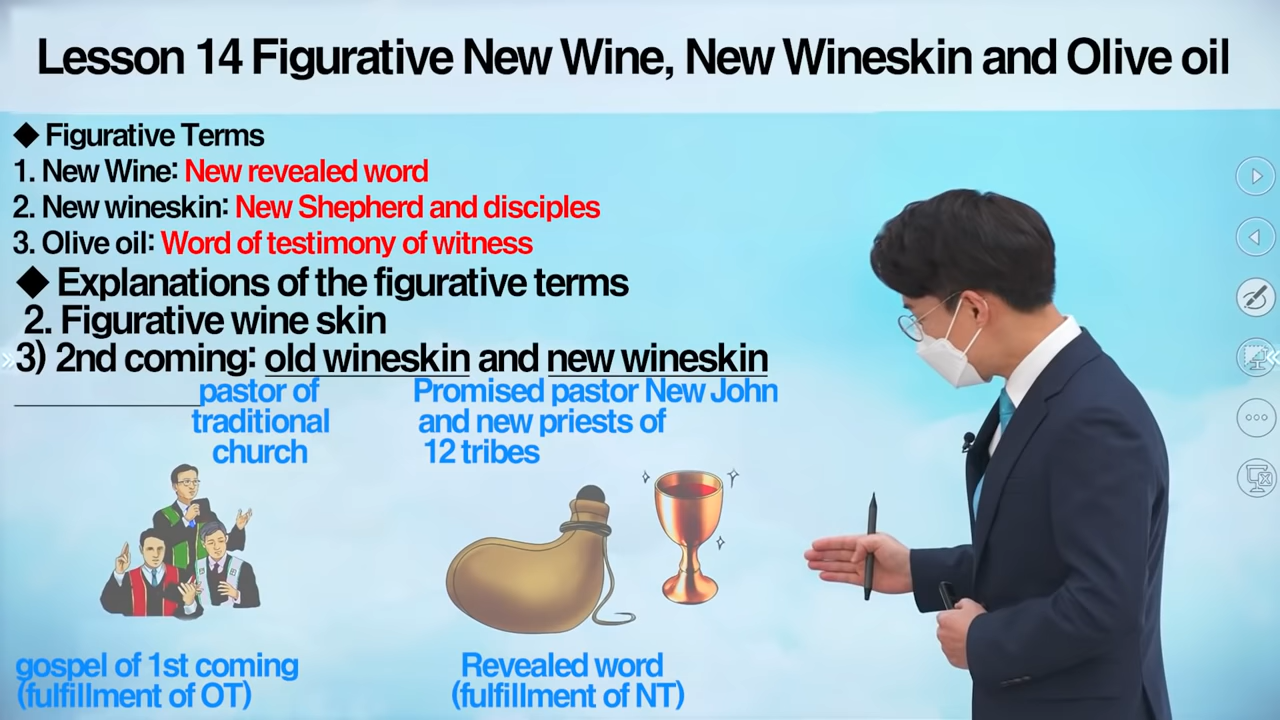 Lesson 14 Figurative New Wine, New Wineskin and Olive oil
◆ Figurative Terms
1. New Wine: New revealed word
2. New wineskin: New Shepherd and disciples
3. Olive oil: Word of testimony of witness
◆ Explanations of the figurative terms
2. Figurative wine skin
3) 2nd coming: old wineskin and new wineskin
pastor of
traditional
church
Promised pastor New John
and new priests of
12 tribes
gospel of 1st coming
(fulfillment of OT)
Revealed word
(fulfillment of NT)